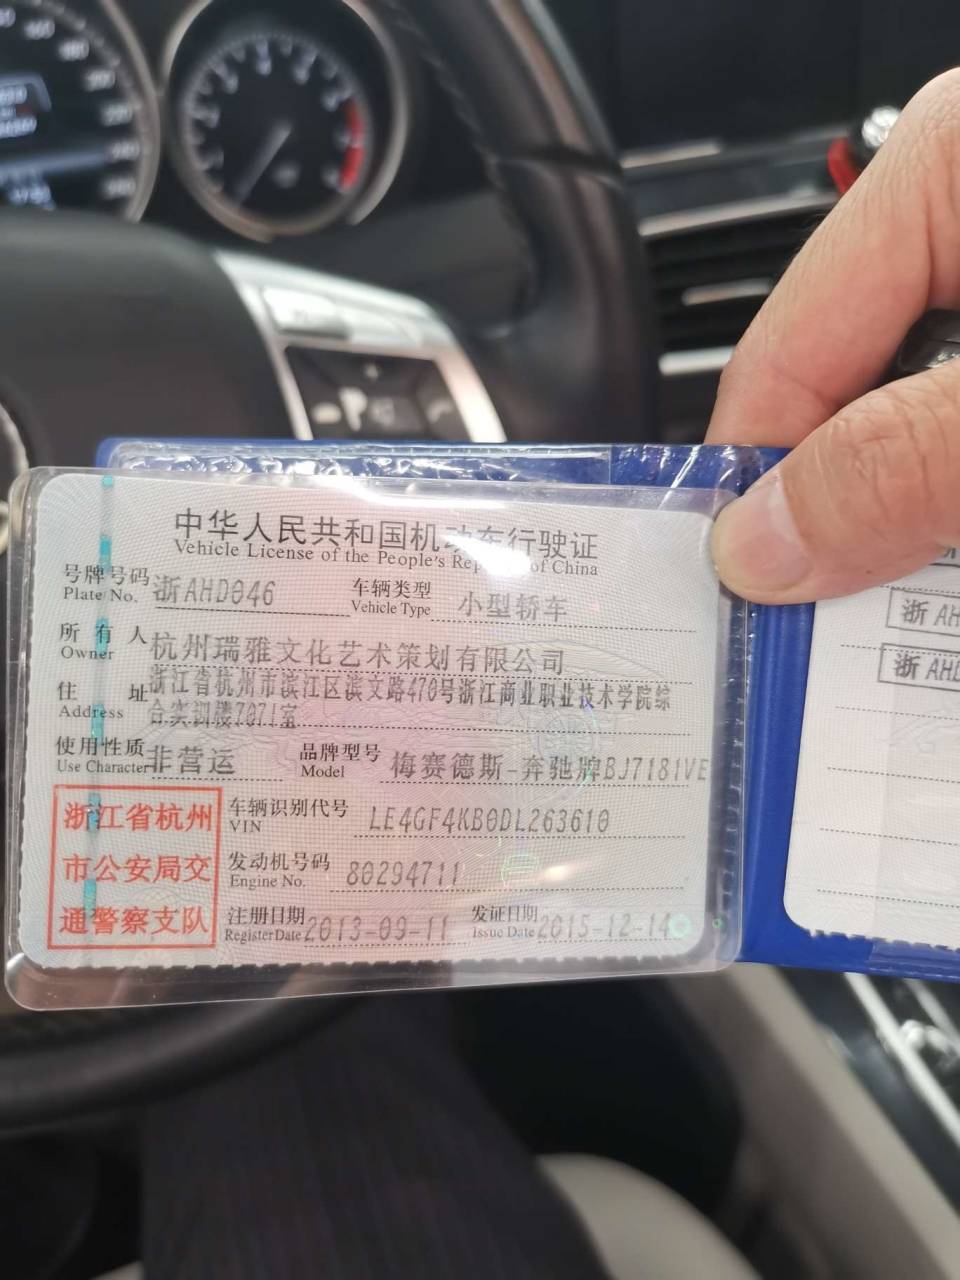 中华人民共和国机动车行驶证
Vehicle License of the People's Republic of China
号牌号码 浙AHD046 车辆类型 小型轿车
Plate No. Vehicle Type
所有人 杭州瑞雅文化艺术策划有限公司
Owner
住址 浙江省杭州市滨江区滨文路470号浙江商业职业技术学院综
Address 合实训楼7071室
使用性质 非营运 品牌型号 梅赛德斯-奔驰牌BJ7181VE
Use Character Model
浙江省杭州
市公安局交
通警察支队
车辆识别代号 LE4GF4KB0DL263610
VIN
发动机号码 80294711
Engine No.
注册日期 2013-09-11 发证日期 2015-12-14
Register Date Issue Date
浙 AH
浙 AHD